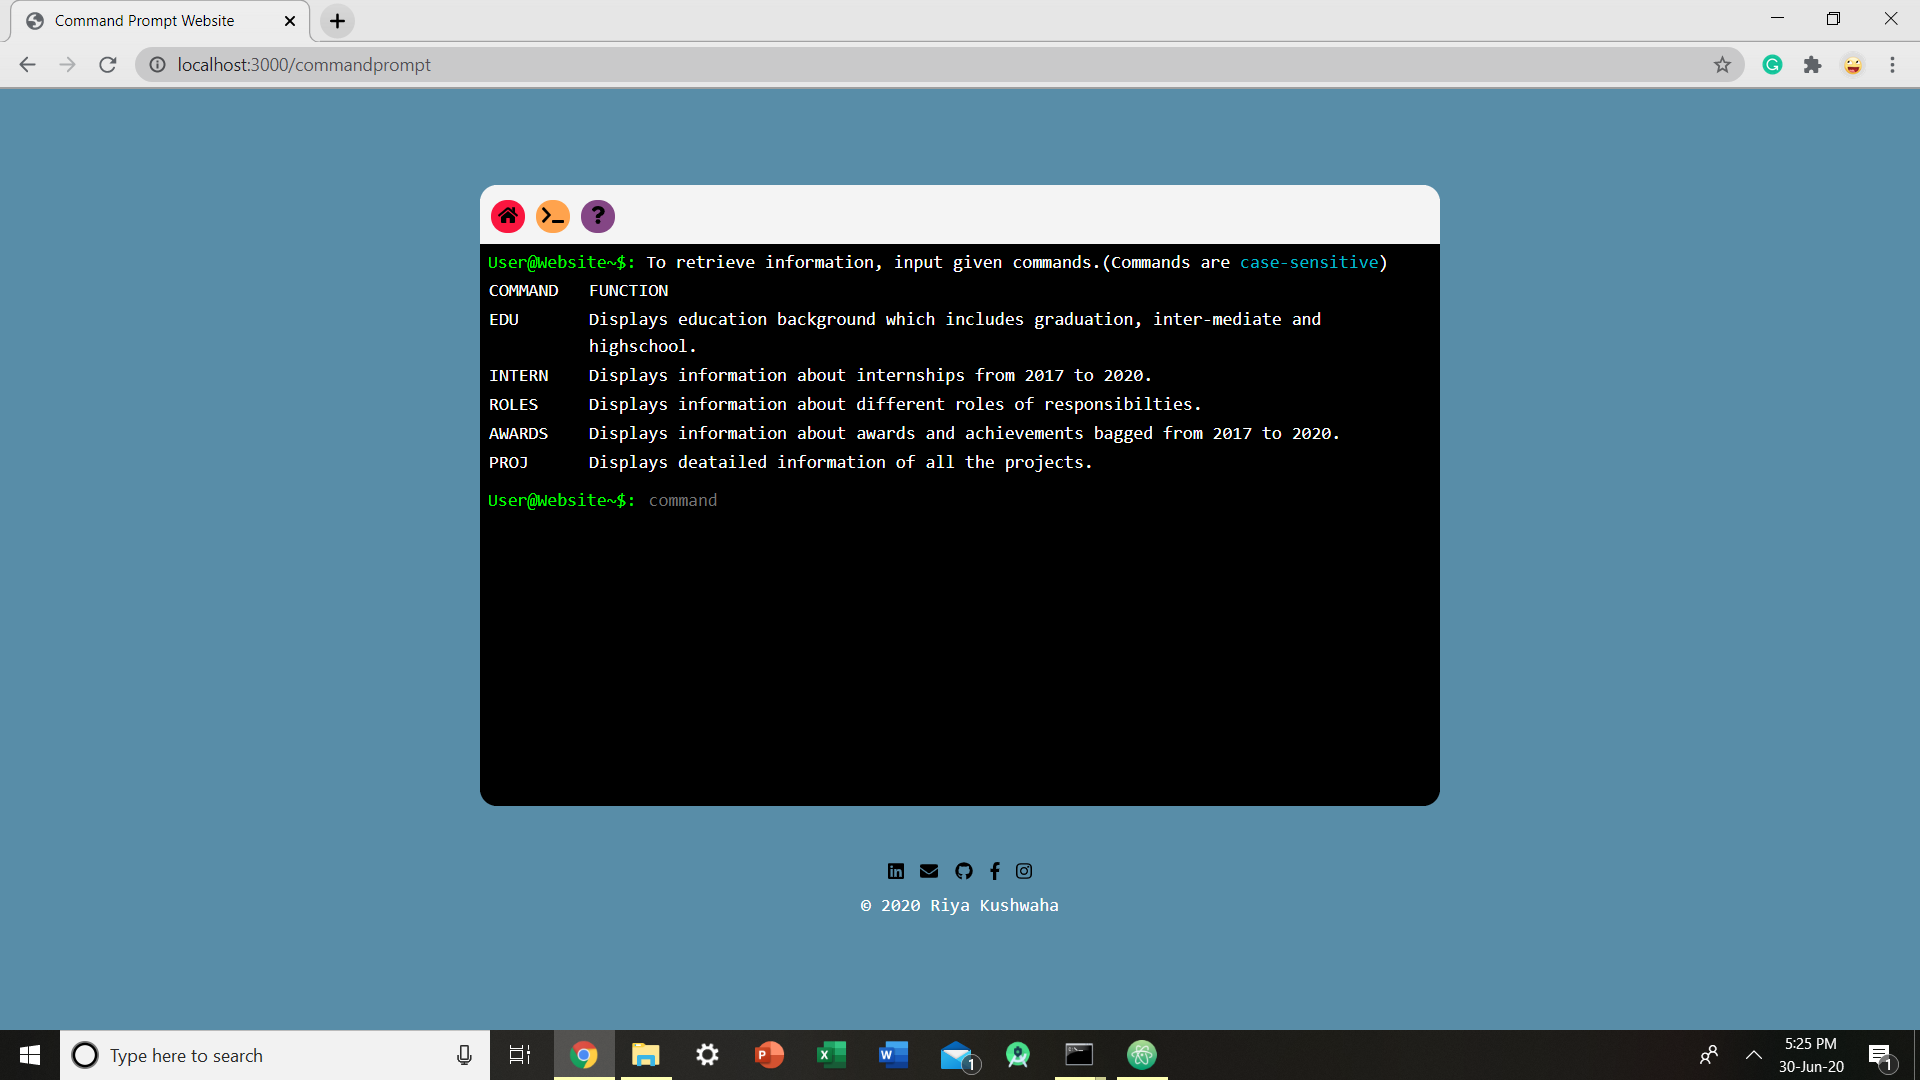 Command Prompt Website
localhost:3000/commandprompt
User@Website~$: To retrieve information, input given commands.(Commands are case-sensitive)
COMMAND FUNCTION
EDU Displays education background which includes graduation, inter-mediate and
highschool.
INTERN Displays information about internships from 2017 to 2020.
ROLES Displays information about different roles of responsibilties.
AWARDS Displays information about awards and achievements bagged from 2017 to 2020.
PROJ Displays deatailed information of all the projects.
User@Website~$: command
© 2020 Riya Kushwaha
Type here to search
1
5:25 PM
30-Jun-20
1